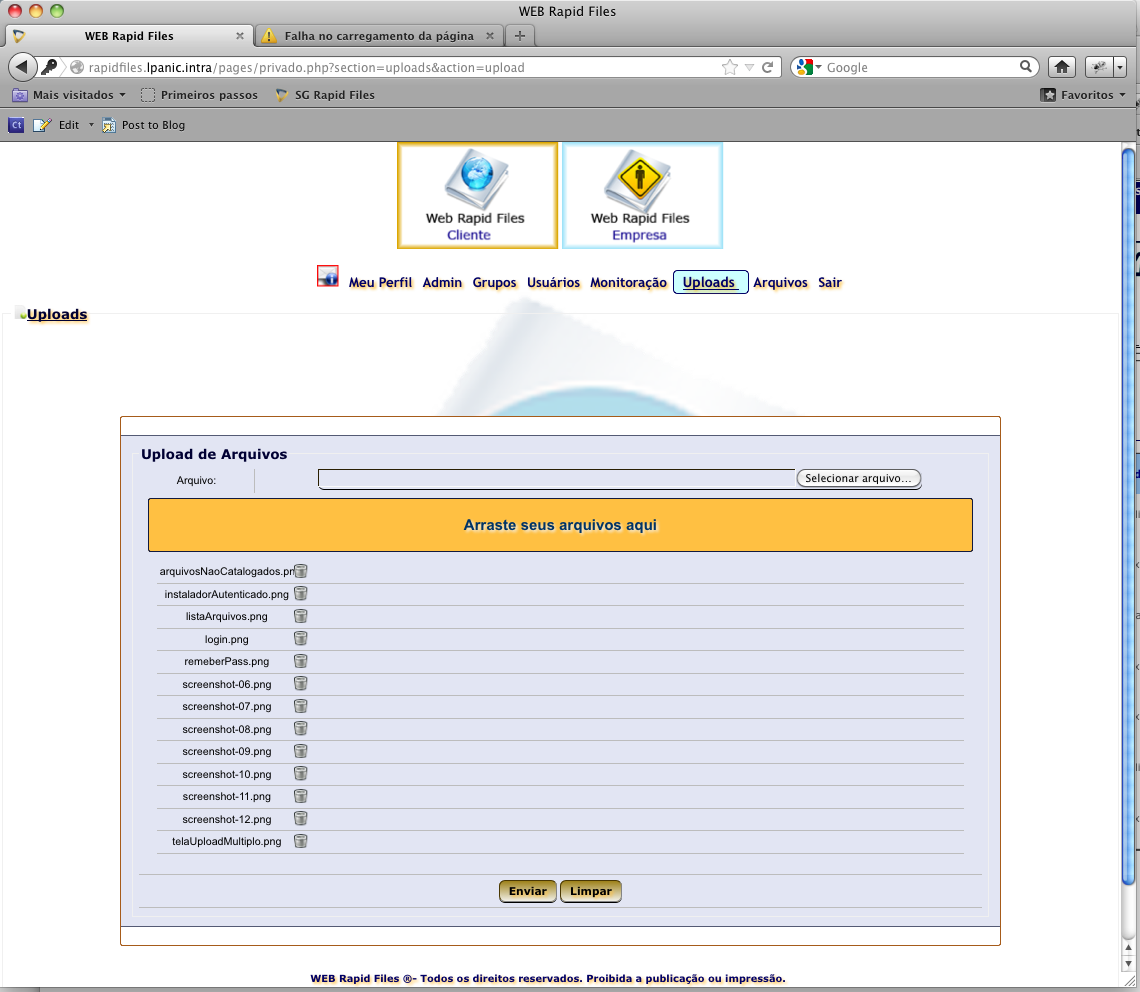 WEB Rapid Files
WEB Rapid Files
Falha no carregamento da página
rapidfiles.lpanic.intra/pages/privado.php?section=uploads&action=upload
Google
Mais visitados
Primeiros passos
SG Rapid Files
Favoritos
Ct
Edit
Post to Blog
Web Rapid Files
Cliente
Web Rapid Files
Empresa
Meu Perfil Admin Grupos Usuários Monitoração Uploads Arquivos Sair
Uploads
Upload de Arquivos
Arquivo:
Selecionar arquivo...
Arraste seus arquivos aqui
arquivosNaoCatalogados.pn
instaladorAutenticado.png
listaArquivos.png
login.png
remeberPass.png
screenshot-06.png
screenshot-07.png
screenshot-08.png
screenshot-09.png
screenshot-10.png
screenshot-11.png
screenshot-12.png
telaUploadMultiplo.png
Enviar
Limpar
WEB Rapid Files ®- Todos os direitos reservados. Proibida a publicação ou impressão.